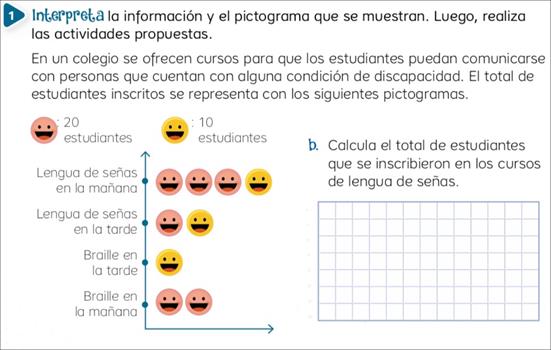 1 Interpreta la información y el pictograma que se muestran. Luego, realiza
las actividades propuestas.
En un colegio se ofrecen cursos para que los estudiantes puedan comunicarse
con personas que cuentan con alguna condición de discapacidad. El total de
estudiantes inscritos se representa con los siguientes pictogramas.
: 20
estudiantes
: 10
estudiantes
Lengua de señas
en la mañana
Lengua de señas
en la tarde
Braille en
la tarde
Braille en
la mañana
b. Calcula el total de estudiantes
que se inscribieron en los cursos
de lengua de señas.